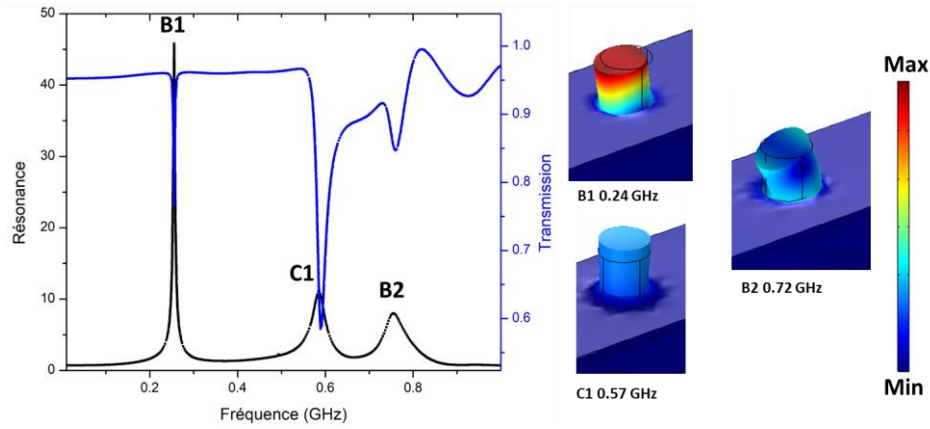 B1
C1
B2
50
40
30
20
10
0
Résonance
0.2
0.4
0.6
0.8
Fréquence (GHz)
1.0
0.9
0.8
0.7
0.6
Transmission
B1 0.24 GHz
C1 0.57 GHz
B2 0.72 GHz
Max
Min